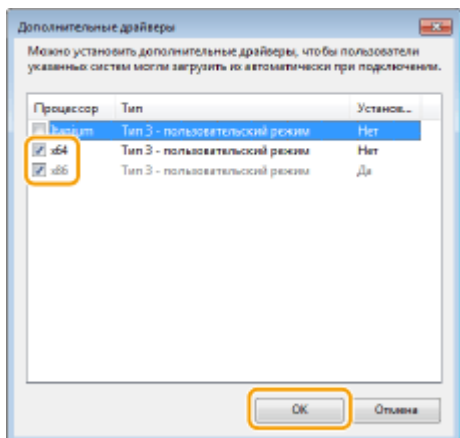 Дополнительные драйверы
Можно установить дополнительные драйверы, чтобы пользователи
указанных систем могли загрузить их автоматически при подключении.
Процессор Тип Установ...
Itanium Тип 3 - пользовательский режим Нет
x64 Тип 3 - пользовательский режим Нет
x86 Тип 3 - пользовательский режим Да
OK Отмена